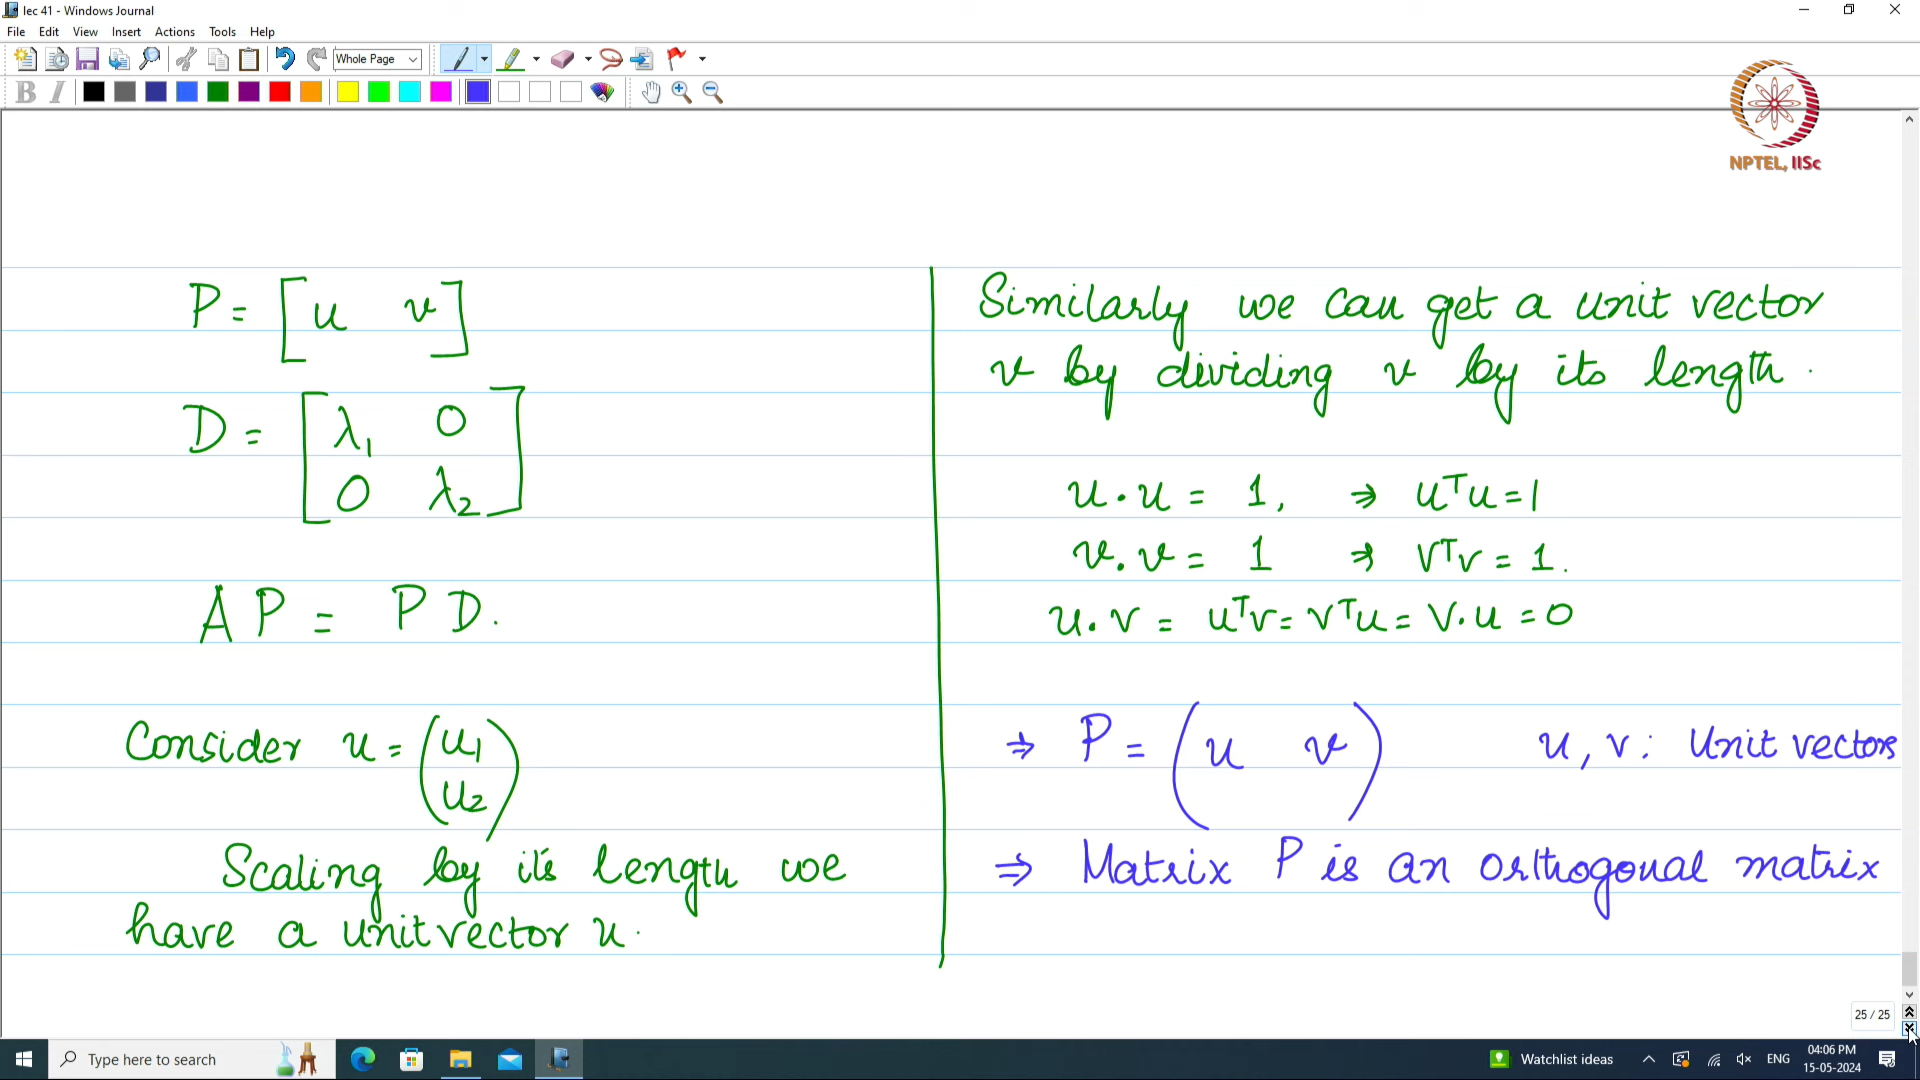 lec 41 - Windows Journal
File Edit View Insert Actions Tools Help
Whole Page
B I
NPTEL, IISc
P = [ u v ]
D = [ λ₁ 0
0 λ₂ ]
A P = P D.
Consider u = ( u₁
u₂ )
Scaling by its length we
have a unit vector u.
Similarly we can get a unit vector
v by dividing v by its length.
u . u = 1, ⇒ uᵀu = 1
v . v = 1 ⇒ vᵀv = 1.
u . v = uᵀv = vᵀu = v . u = 0
⇒ P = ( u v ) u, v : Unit vectors
⇒ Matrix P is an orthogonal matrix
25 / 25
Type here to search
Watchlist ideas
ENG
04:06 PM
15-05-2024